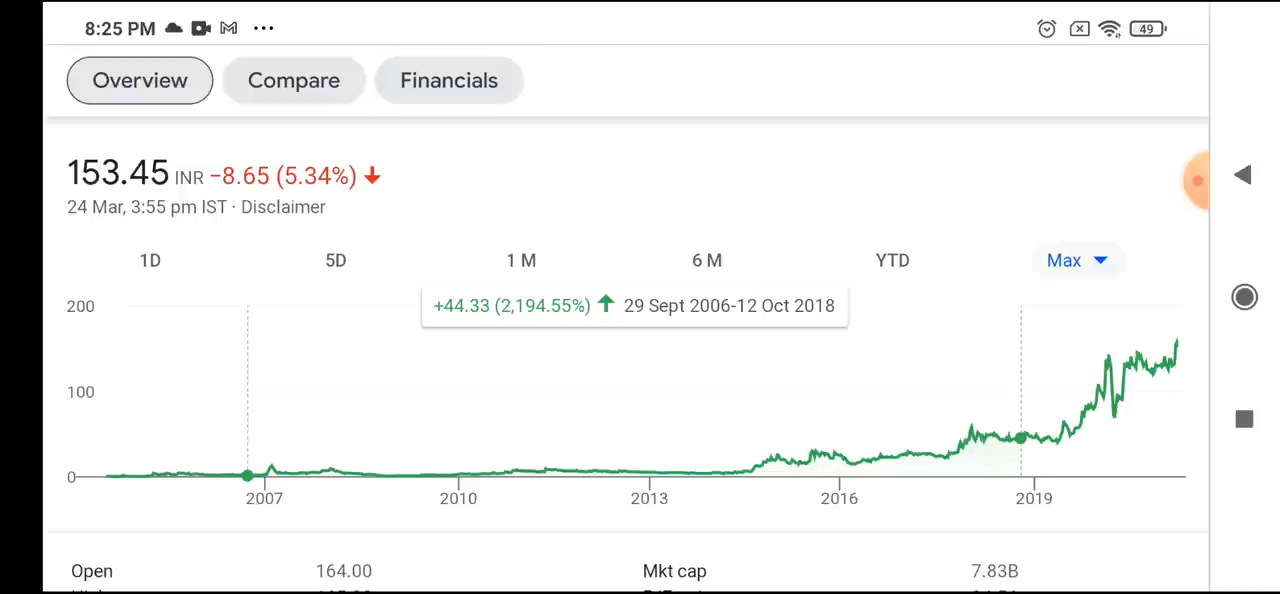 8:25 PM ... 49
Overview Compare Financials
153.45 INR −8.65 (5.34%)
24 Mar, 3:55 pm IST · Disclaimer
1D 5D 1 M 6 M YTD Max
+44.33 (2,194.55%) 29 Sept 2006-12 Oct 2018
200
100
0
2007 2010 2013 2016 2019
Open 164.00 Mkt cap 7.83B